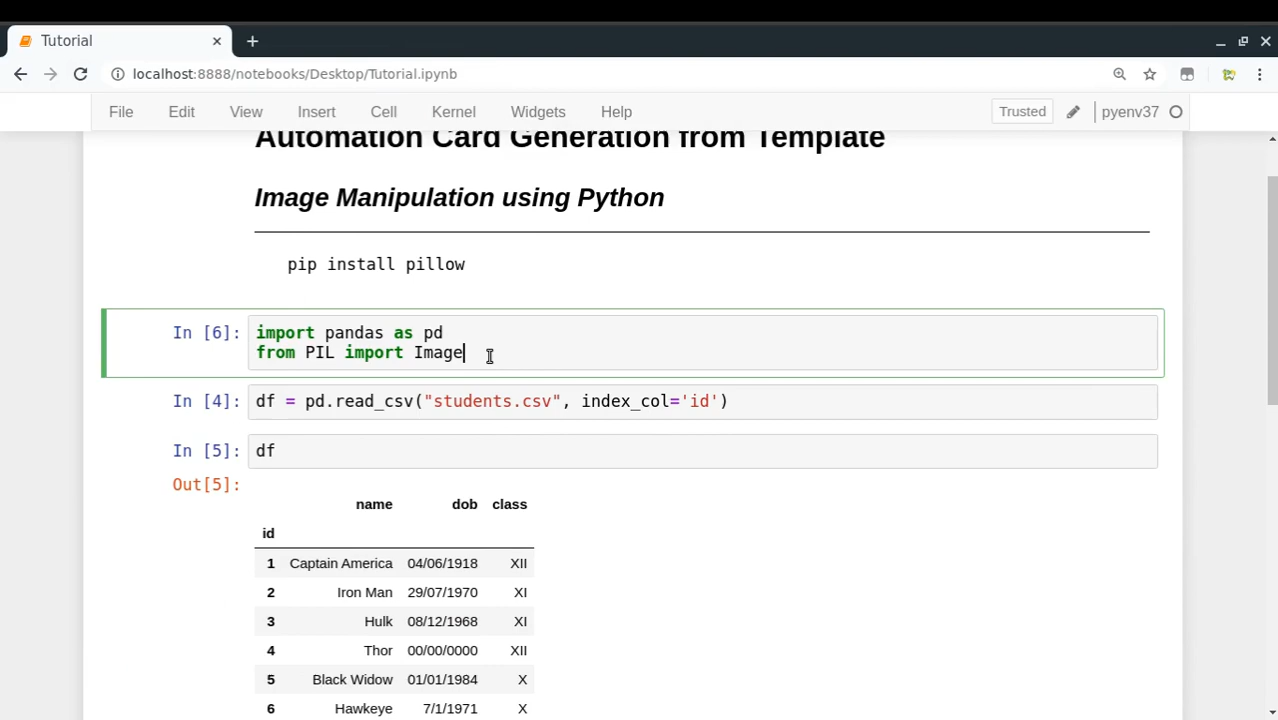 Tutorial
localhost:8888/notebooks/Desktop/Tutorial.ipynb
File Edit View Insert Cell Kernel Widgets Help Trusted pyenv37
Automation Card Generation from Template
Image Manipulation using Python
pip install pillow
In [6]: import pandas as pd
from PIL import Image
In [4]: df = pd.read_csv("students.csv", index_col='id')
In [5]: df
Out[5]:
name dob class
id
1 Captain America 04/06/1918 XII
2 Iron Man 29/07/1970 XI
3 Hulk 08/12/1968 XI
4 Thor 00/00/0000 XII
5 Black Widow 01/01/1984 X
6 Hawkeye 7/1/1971 X